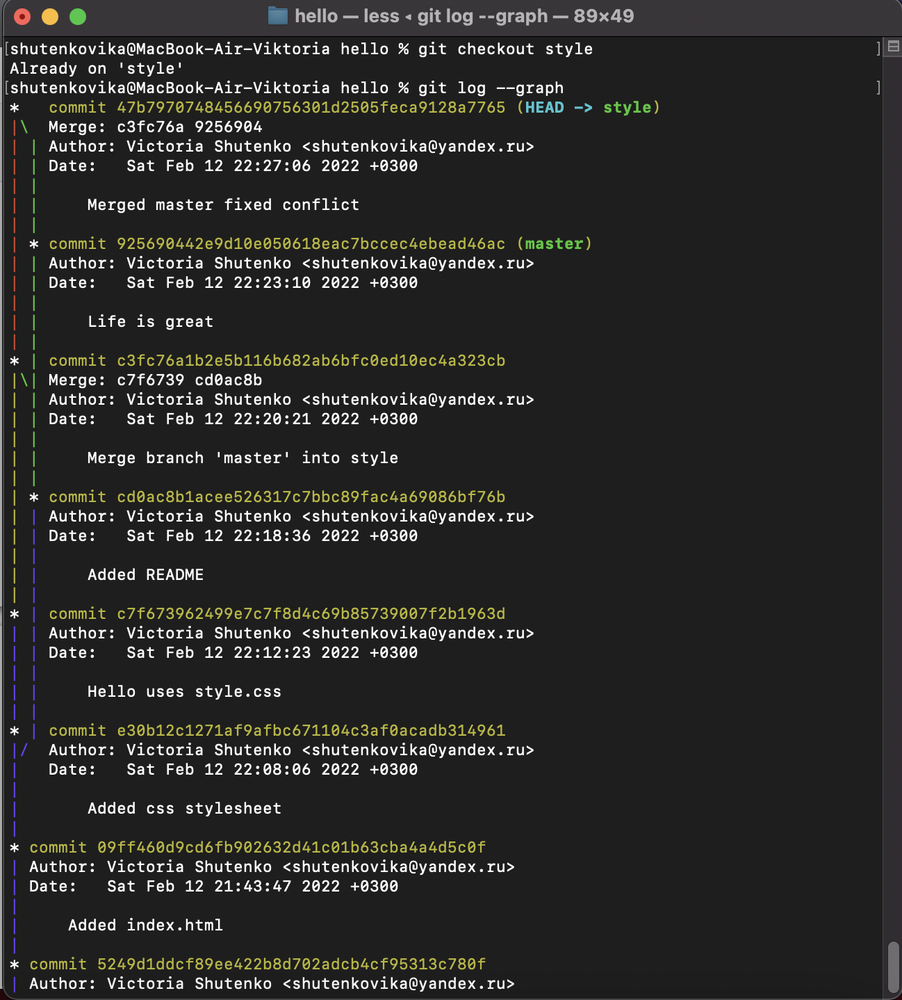 hello — less ◂ git log --graph — 89×49
[shutenkovika@MacBook-Air-Viktoria hello % git checkout style ]
Already on 'style'
[shutenkovika@MacBook-Air-Viktoria hello % git log --graph ]
*   commit 47b7970748456690756301d2505feca9128a7765 (HEAD -> style)
|\  Merge: c3fc76a 9256904
| | Author: Victoria Shutenko <shutenkovika@yandex.ru>
| | Date:   Sat Feb 12 22:27:06 2022 +0300
| |
| |     Merged master fixed conflict
| |
| * commit 925690442e9d10e050618eac7bccec4ebead46ac (master)
| | Author: Victoria Shutenko <shutenkovika@yandex.ru>
| | Date:   Sat Feb 12 22:23:10 2022 +0300
| |
| |     Life is great
| |
* | commit c3fc76a1b2e5b116b682ab6bfc0ed10ec4a323cb
|\| Merge: c7f6739 cd0ac8b
| | Author: Victoria Shutenko <shutenkovika@yandex.ru>
| | Date:   Sat Feb 12 22:20:21 2022 +0300
| |
| |     Merge branch 'master' into style
| |
| * commit cd0ac8b1acee526317c7bbc89fac4a69086bf76b
| | Author: Victoria Shutenko <shutenkovika@yandex.ru>
| | Date:   Sat Feb 12 22:18:36 2022 +0300
| |
| |     Added README
| |
* | commit c7f673962499e7c7f8d4c69b85739007f2b1963d
| | Author: Victoria Shutenko <shutenkovika@yandex.ru>
| | Date:   Sat Feb 12 22:12:23 2022 +0300
| |
| |     Hello uses style.css
| |
* | commit e30b12c1271af9afbc671104c3af0acadb314961
|/  Author: Victoria Shutenko <shutenkovika@yandex.ru>
|   Date:   Sat Feb 12 22:08:06 2022 +0300
|
|       Added css stylesheet
|
* commit 09ff460d9cd6fb902632d41c01b63cba4a4d5c0f
| Author: Victoria Shutenko <shutenkovika@yandex.ru>
| Date:   Sat Feb 12 21:43:47 2022 +0300
|
|     Added index.html
|
* commit 5249d1ddcf89ee422b8d702adcb4cf95313c780f
| Author: Victoria Shutenko <shutenkovika@yandex.ru>